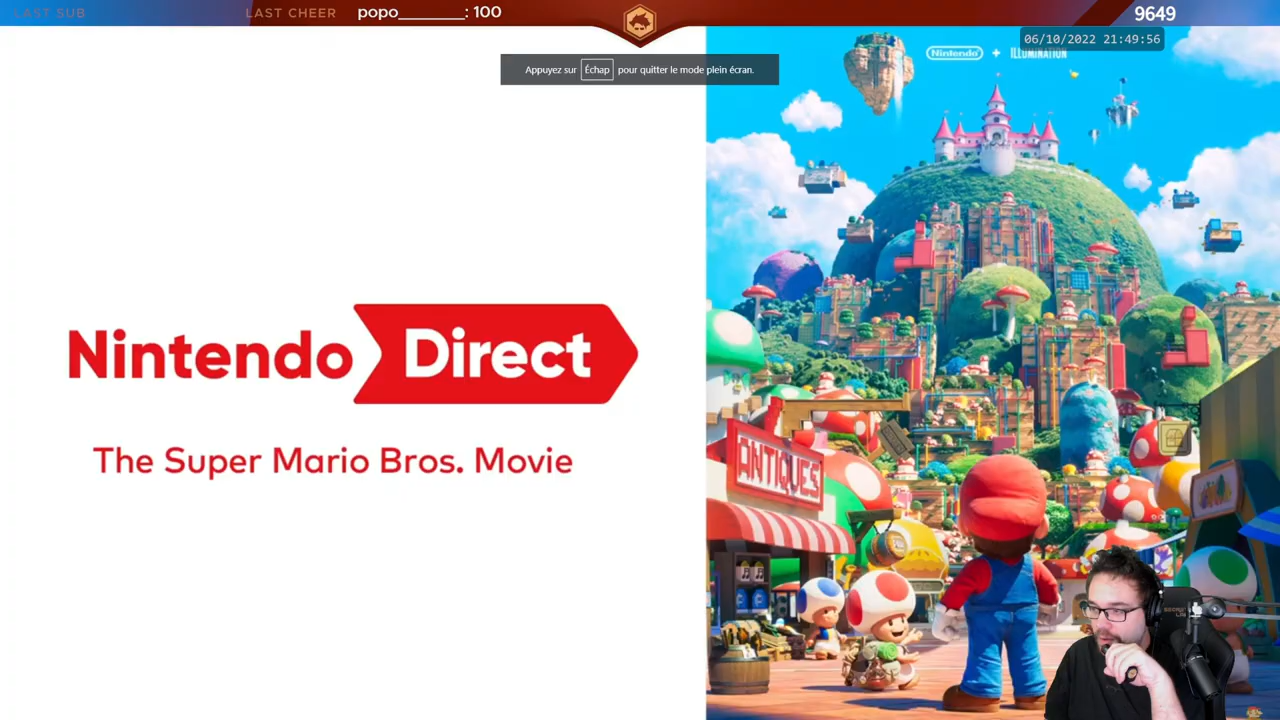 LAST SUB
LAST CHEER
popo________: 100
9649
06/10/2022 21:49:56
Nintendo + ILLUMINATION
Appuyez sur Échap pour quitter le mode plein écran.
Nintendo Direct
The Super Mario Bros. Movie
ANTIQUES